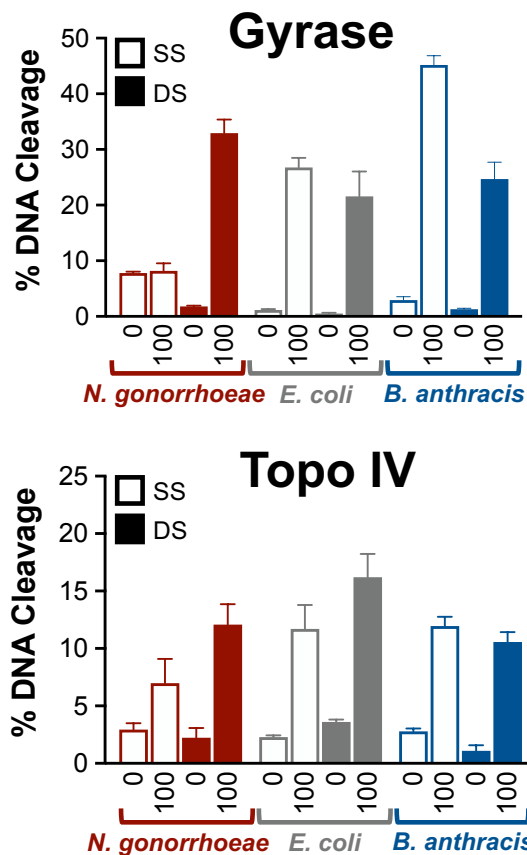 Gyrase
SS
DS
% DNA Cleavage
50
40
30
20
10
0
0 100 0 100 0 100 0 100 0 100 0 100
N. gonorrhoeae E. coli B. anthracis
Topo IV
SS
DS
% DNA Cleavage
25
20
15
10
5
0
0 100 0 100 0 100 0 100 0 100 0 100
N. gonorrhoeae E. coli B. anthracis